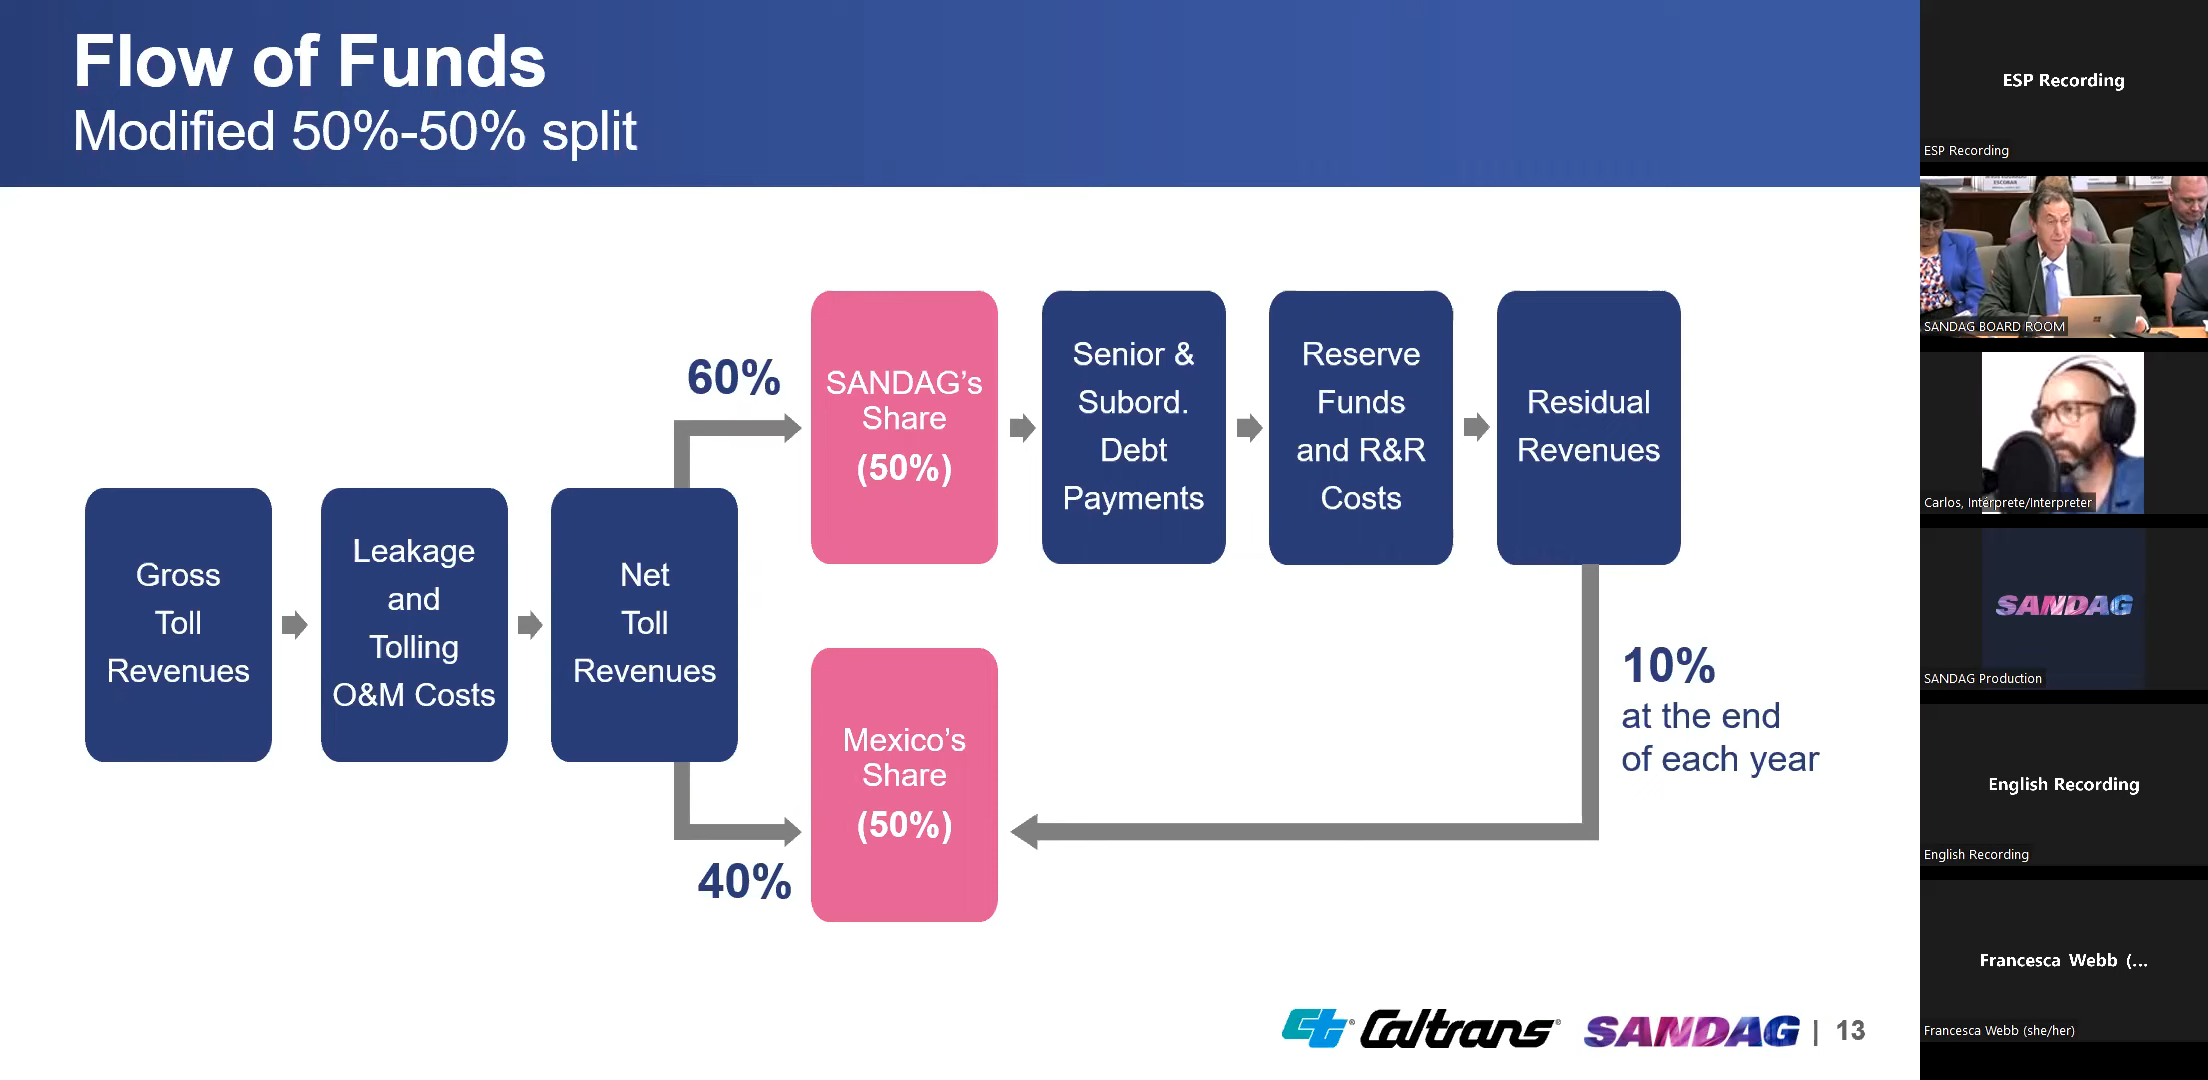 Flow of Funds
Modified 50%-50% split
Gross
Toll
Revenues
Leakage
and
Tolling
O&M Costs
Net
Toll
Revenues
60%
SANDAG's
Share
(50%)
Senior &
Subord.
Debt
Payments
Reserve
Funds
and R&R
Costs
Residual
Revenues
40%
Mexico's
Share
(50%)
10%
at the end
of each year
Caltrans
SANDAG
| 13
ESP Recording
ESP Recording
ESCOBAR
SANDAG BOARD ROOM
Carlos, Intérprete/Interpreter
SANDAG
SANDAG Production
English Recording
English Recording
Francesca Webb (...
Francesca Webb (she/her)